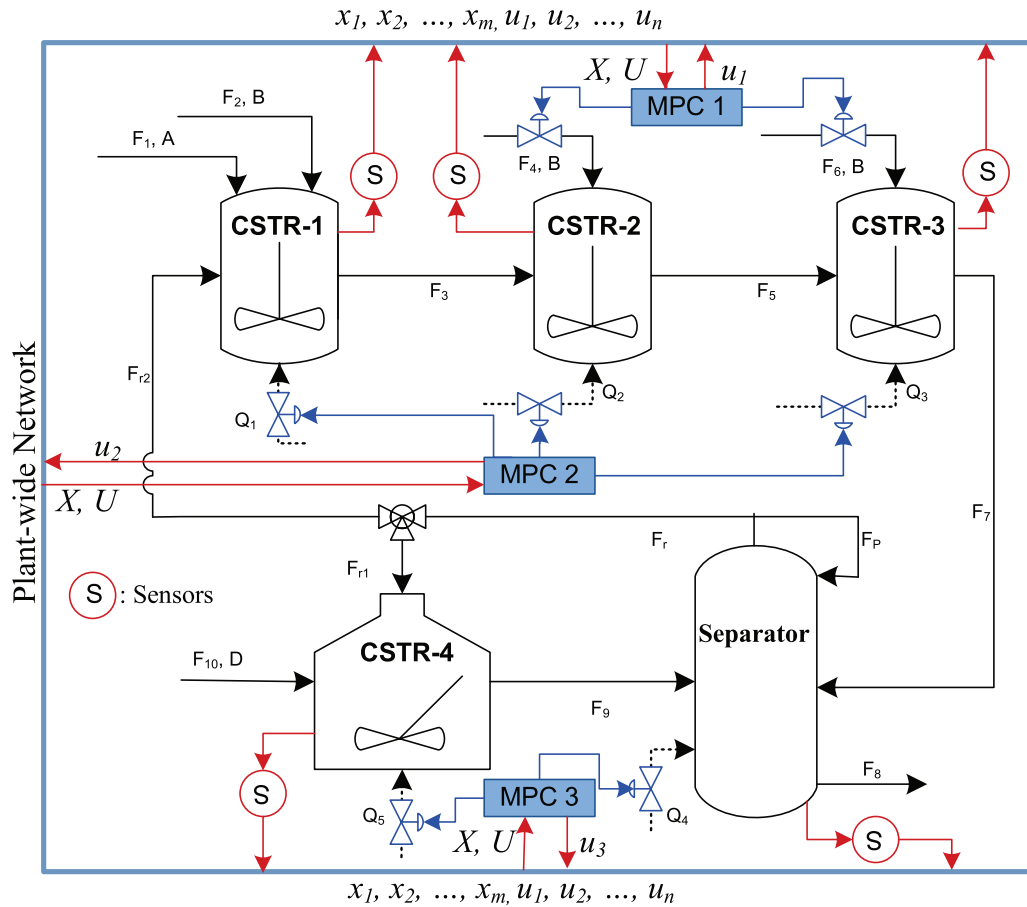 x1, x2, ..., xm, u1, u2, ..., un
X, U
u1
MPC 1
F2, B
F1, A
F4, B
F6, B
S
S
S
CSTR-1
CSTR-2
CSTR-3
F3
F5
Fr2
Q1
Q2
Q3
u2
MPC 2
X, U
Plant-wide Network
F7
Fr
FP
Fr1
S
: Sensors
Separator
CSTR-4
F10, D
F9
F8
S
MPC 3
Q5
Q4
X, U
u3
S
x1, x2, ..., xm, u1, u2, ..., un